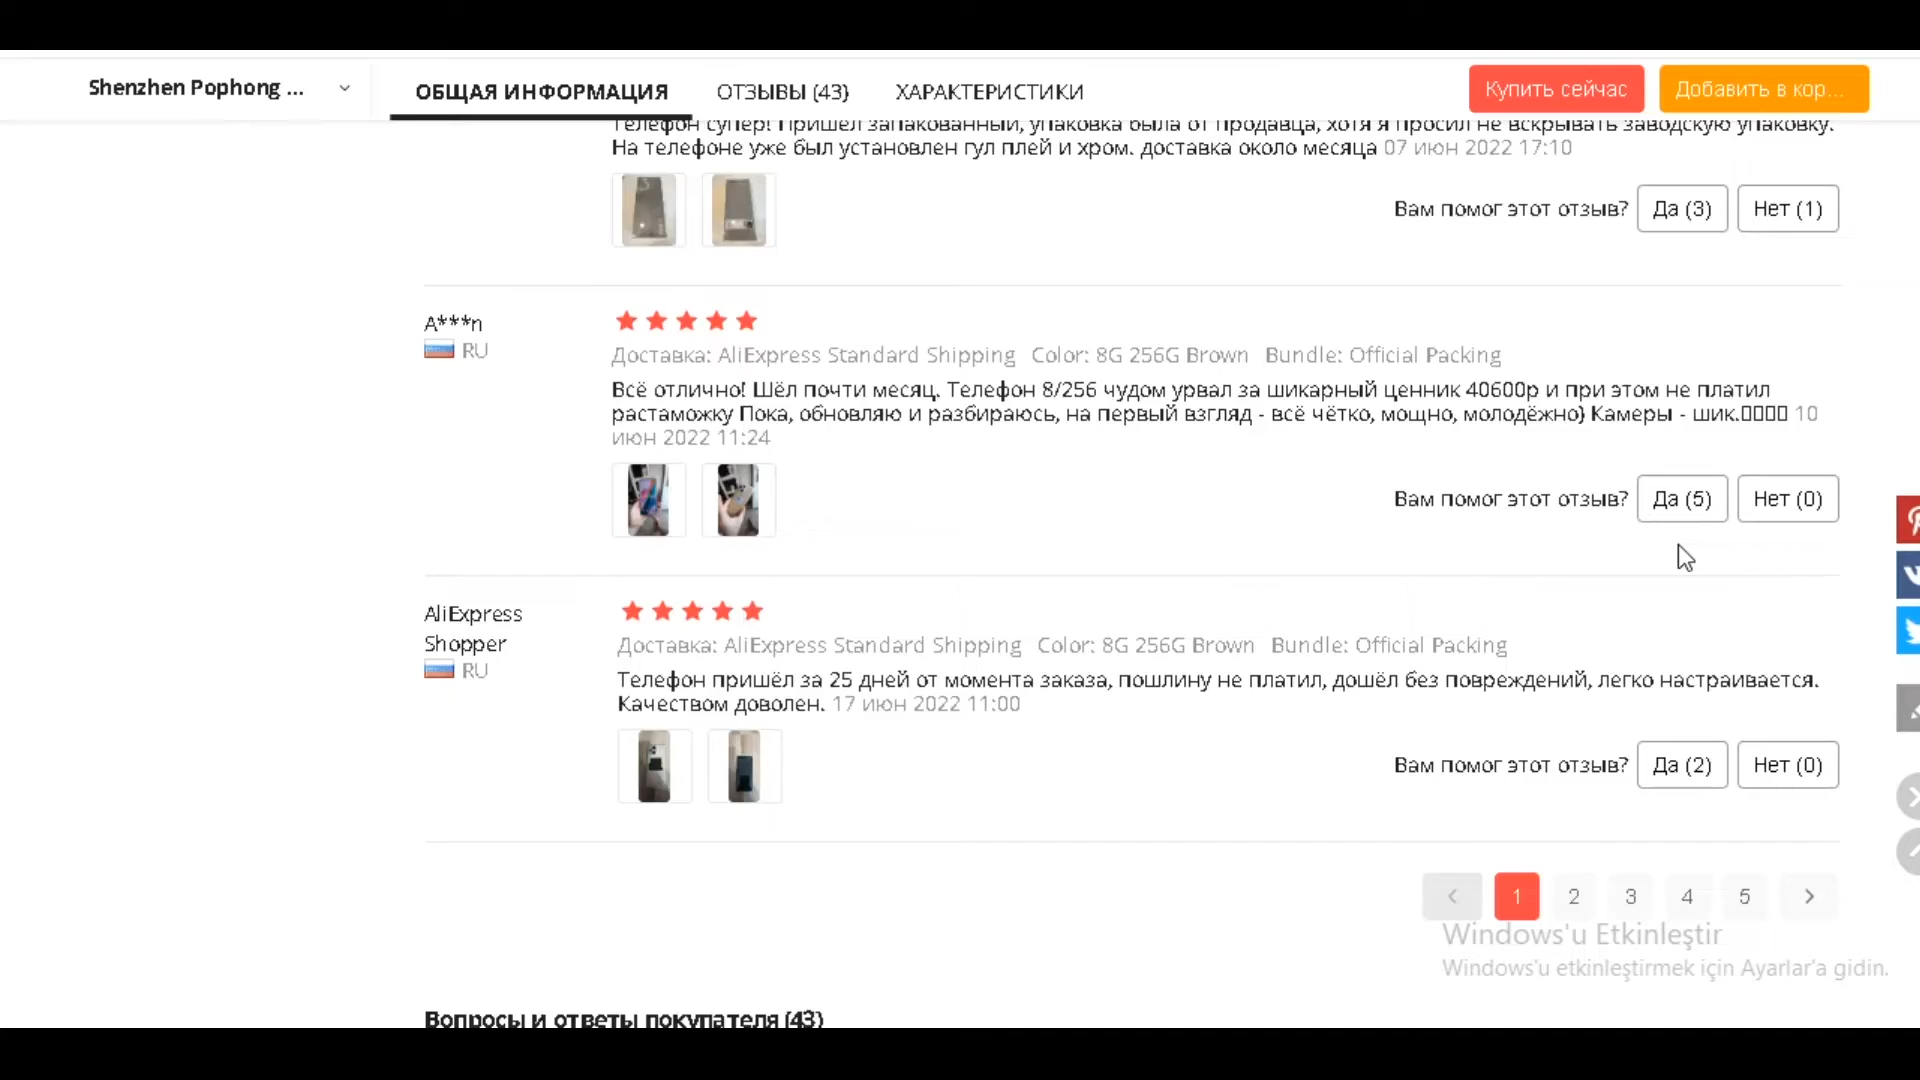 Shenzhen Pophong ...
ОБЩАЯ ИНФОРМАЦИЯ
ОТЗЫВЫ (43)
ХАРАКТЕРИСТИКИ
Купить сейчас
Добавить в кор...
Телефон супер! Пришел запакованный, упаковка была от продавца, хотя я просил не вскрывать заводскую упаковку.
На телефоне уже был установлен гул плей и хром. доставка около месяца 07 июн 2022 17:10
Вам помог этот отзыв? Да (3) Нет (1)
A***n
RU
Доставка: AliExpress Standard Shipping Color: 8G 256G Brown Bundle: Official Packing
Всё отлично! Шёл почти месяц. Телефон 8/256 чудом урвал за шикарный ценник 40600р и при этом не платил
растаможку Пока, обновляю и разбираюсь, на первый взгляд - всё чётко, мощно, молодёжно) Камеры - шик.▯▯▯▯ 10
июн 2022 11:24
Вам помог этот отзыв? Да (5) Нет (0)
AliExpress
Shopper
RU
Доставка: AliExpress Standard Shipping Color: 8G 256G Brown Bundle: Official Packing
Телефон пришёл за 25 дней от момента заказа, пошлину не платил, дошёл без повреждений, легко настраивается.
Качеством доволен. 17 июн 2022 11:00
Вам помог этот отзыв? Да (2) Нет (0)
1 2 3 4 5
Windows'u Etkinleştir
Windows'u etkinleştirmek için Ayarlar'a gidin.
Вопросы и ответы покупателя (43)